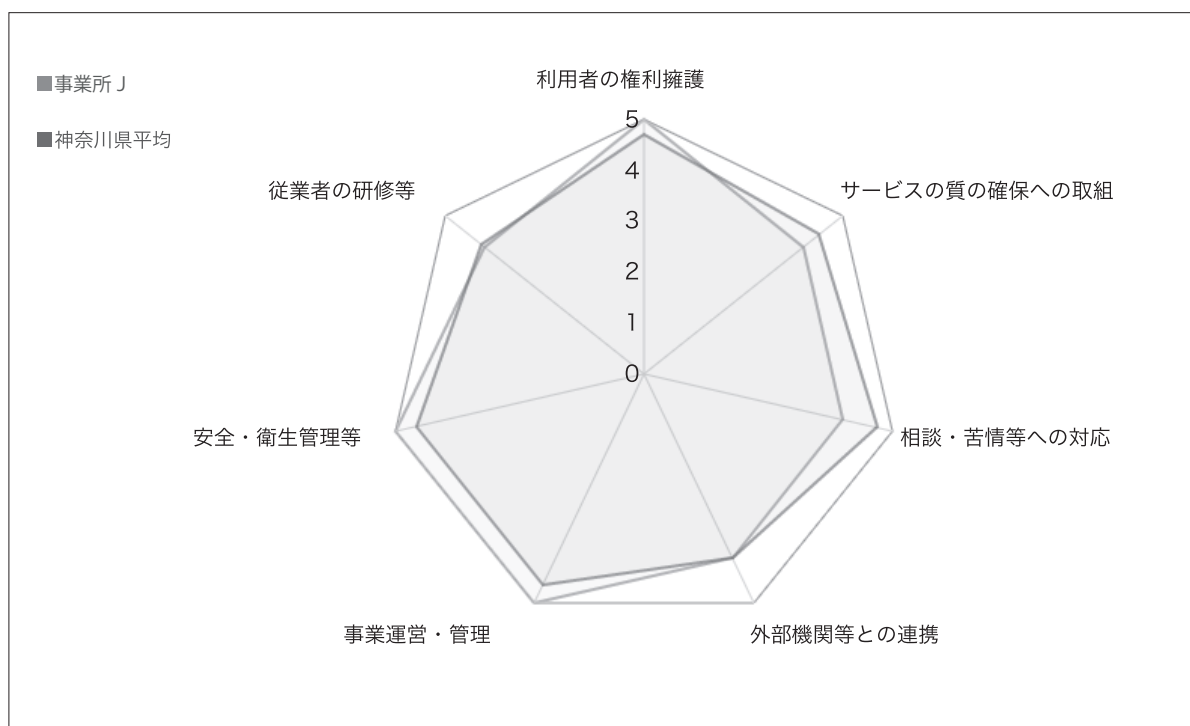 ■事業所J
■神奈川県平均
利用者の権利擁護
サービスの質の確保への取組
相談・苦情等への対応
外部機関等との連携
事業運営・管理
安全・衛生管理等
従業者の研修等
5
4
3
2
1
0